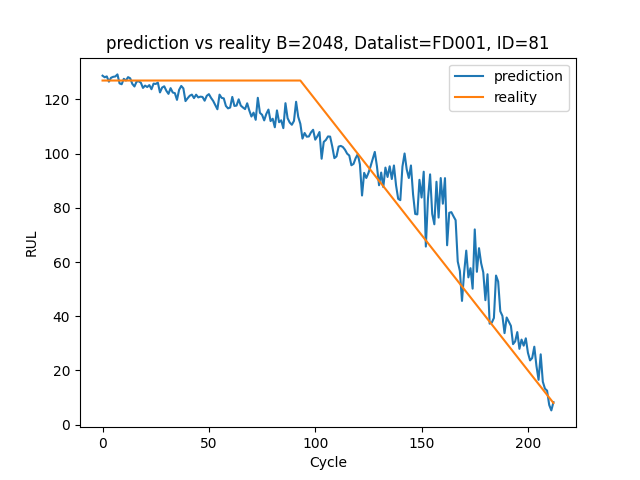 prediction vs reality B=2048, Datalist=FD001, ID=81
prediction
reality
RUL
120
100
80
60
40
20
0
0 50 100 150 200
Cycle